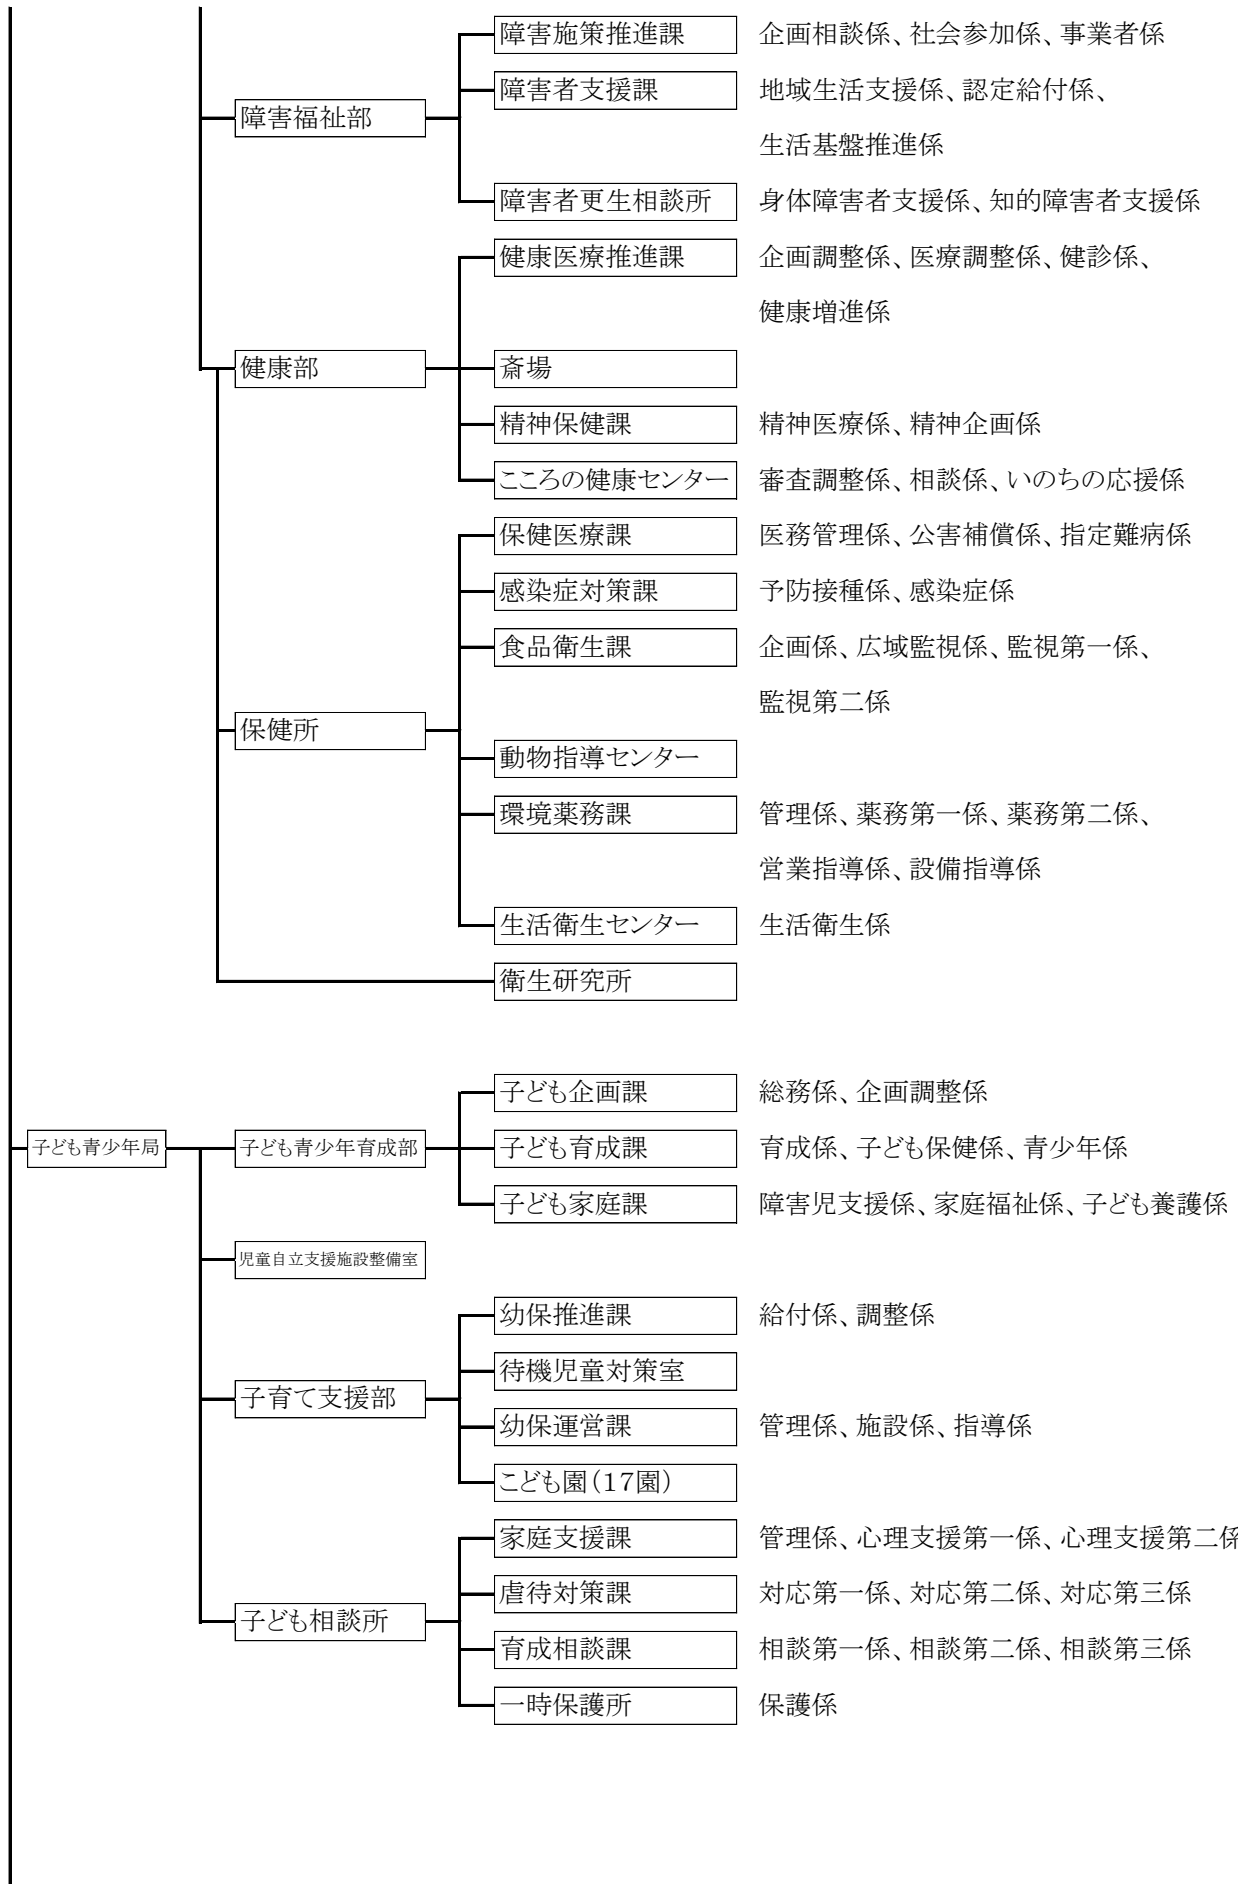 障害施策推進課 企画相談係、社会参加係、事業者係
障害者支援課 地域生活支援係、認定給付係、
障害福祉部
生活基盤推進係
障害者更生相談所 身体障害者支援係、知的障害者支援係
健康医療推進課 企画調整係、医療調整係、健診係、
健康増進係
健康部 斎場
精神保健課 精神医療係、精神企画係
こころの健康センター 審査調整係、相談係、いのちの応援係
保健医療課 医務管理係、公害補償係、指定難病係
感染症対策課 予防接種係、感染症係
食品衛生課 企画係、広域監視係、監視第一係、
監視第二係
保健所
動物指導センター
環境薬務課 管理係、薬務第一係、薬務第二係、
営業指導係、設備指導係
生活衛生センター 生活衛生係
衛生研究所
子ども企画課 総務係、企画調整係
子ども青少年局 子ども青少年育成部 子ども育成課 育成係、子ども保健係、青少年係
子ども家庭課 障害児支援係、家庭福祉係、子ども養護係
児童自立支援施設整備室
幼保推進課 給付係、調整係
待機児童対策室
子育て支援部
幼保運営課 管理係、施設係、指導係
こども園(17園)
家庭支援課 管理係、心理支援第一係、心理支援第二係
虐待対策課 対応第一係、対応第二係、対応第三係
子ども相談所
育成相談課 相談第一係、相談第二係、相談第三係
一時保護所 保護係